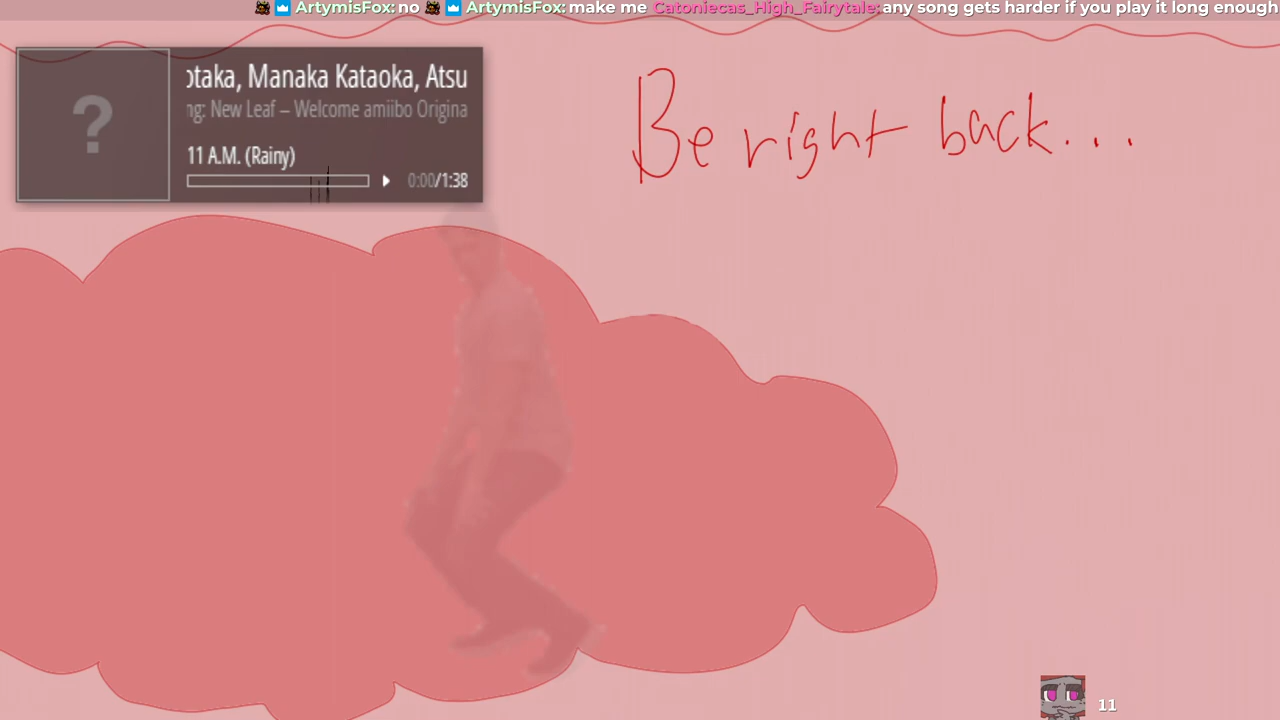 ArtymisFox: no ArtymisFox: make me Catoniecas_High_Fairytale: any song gets harder if you play it long enough
otaka, Manaka Kataoka, Atsu
ng: New Leaf – Welcome amiibo Origina
11 A.M. (Rainy)
0:00/1:38
Be right back...
11